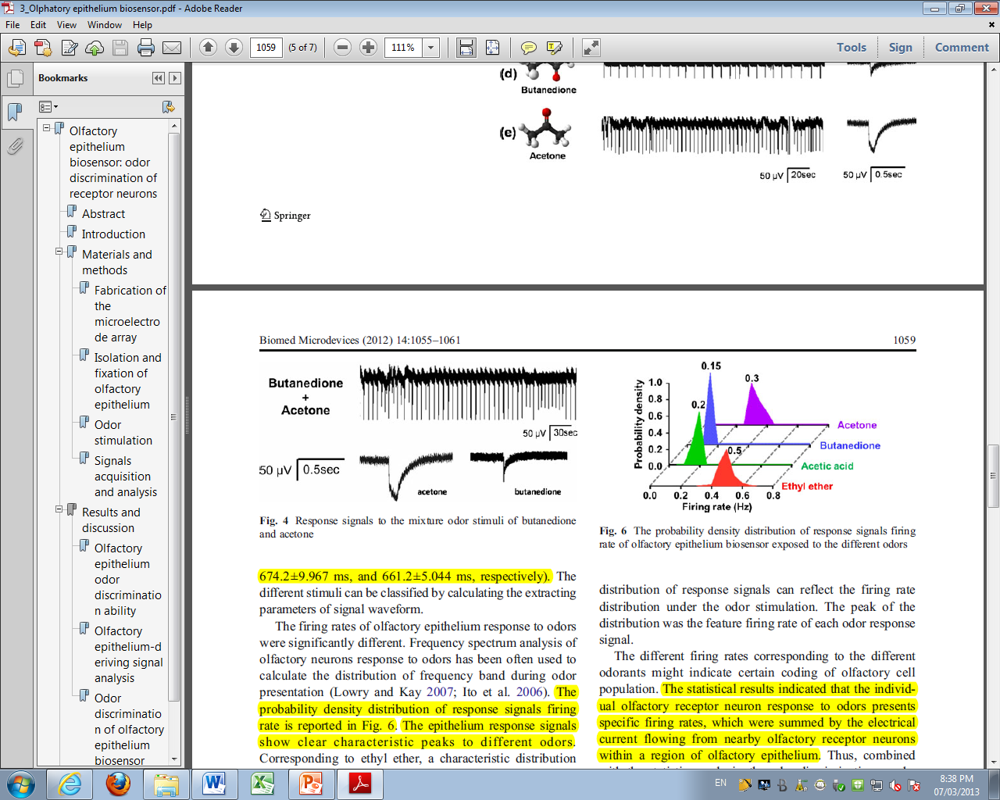 3_Olphatory epithelium biosensor.pdf - Adobe Reader
File Edit View Window Help
1059 (5 of 7) 111% Tools Sign Comment
Bookmarks
Olfactory
epithelium
biosensor: odor
discrimination of
receptor neurons
Abstract
Introduction
Materials and
methods
Fabrication of
the
microelectro
de array
Isolation and
fixation of
olfactory
epithelium
Odor
stimulation
Signals
acquisition
and analysis
Results and
discussion
Olfactory
epithelium
odor
discriminatio
n ability
Olfactory
epithelium-d
eriving signal
analysis
Odor
discriminatio
n of olfactory
epithelium
biosensor
(d)
Butanedione
(e)
Acetone
50 µV 20sec 50 µV 0.5sec
Springer
Biomed Microdevices (2012) 14:1055–1061 1059
Butanedione
+
Acetone
50 µV 30sec
50 µV 0.5sec
acetone butanedione
Fig. 4 Response signals to the mixture odor stimuli of butanedione
and acetone
674.2±9.967 ms, and 661.2±5.044 ms, respectively). The
different stimuli can be classified by calculating the extracting
parameters of signal waveform.
The firing rates of olfactory epithelium response to odors
were significantly different. Frequency spectrum analysis of
olfactory neurons response to odors has been often used to
calculate the distribution of frequency band during odor
presentation (Lowry and Kay 2007; Ito et al. 2006). The
probability density distribution of response signals firing
rate is reported in Fig. 6. The epithelium response signals
show clear characteristic peaks to different odors.
Corresponding to ethyl ether, a characteristic distribution
Probability density
1.0
0.8
0.6
0.4
0.2
0.0
0.15
0.3
0.2
0.5
Acetone
Butanedione
Acetic acid
Ethyl ether
0.0 0.2 0.4 0.6 0.8
Firing rate (Hz)
Fig. 6 The probability density distribution of response signals firing
rate of olfactory epithelium biosensor exposed to the different odors
distribution of response signals can reflect the firing rate
distribution under the odor stimulation. The peak of the
distribution was the feature firing rate of each odor response
signal.
The different firing rates corresponding to the different
odorants might indicate certain coding of olfactory cell
population. The statistical results indicated that the individ-
ual olfactory receptor neuron response to odors presents
specific firing rates, which were summed by the electrical
current flowing from nearby olfactory receptor neurons
within a region of olfactory epithelium. Thus, combined
EN 8:38 PM
07/03/2013